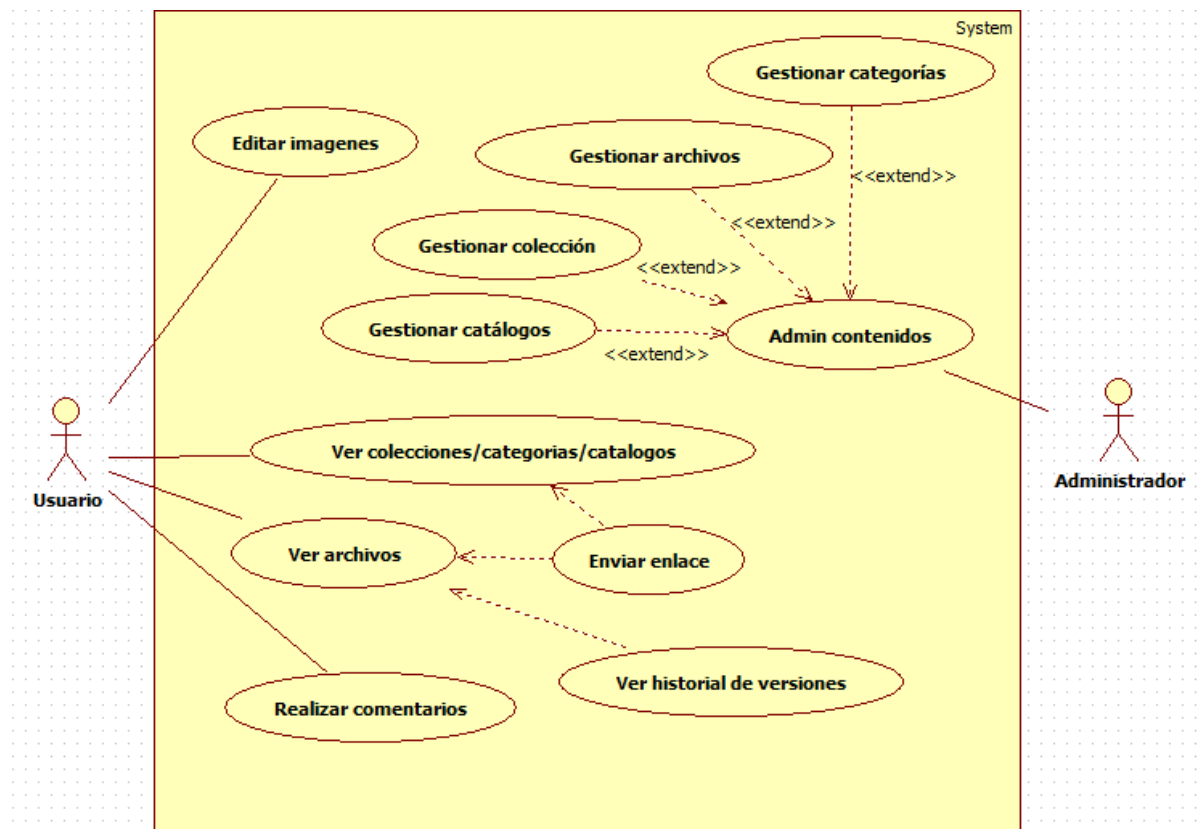 System
Gestionar categorías
Editar imagenes
Gestionar archivos
<<extend>>
<<extend>>
Gestionar colección
<<extend>>
Gestionar catálogos
Admin contenidos
<<extend>>
Ver colecciones/categorias/catalogos
Administrador
Usuario
Ver archivos
Enviar enlace
Ver historial de versiones
Realizar comentarios